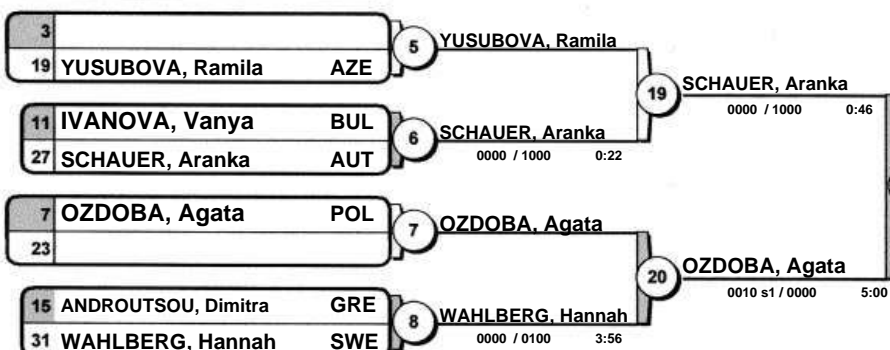 3
19 YUSUBOVA, Ramila AZE
5 YUSUBOVA, Ramila
11 IVANOVA, Vanya BUL
27 SCHAUER, Aranka AUT
6 SCHAUER, Aranka
0000 / 1000 0:22
19 SCHAUER, Aranka
0000 / 1000 0:46
7 OZDOBA, Agata POL
23
7 OZDOBA, Agata
15 ANDROUTSOU, Dimitra GRE
31 WAHLBERG, Hannah SWE
8 WAHLBERG, Hannah
0000 / 0100 3:56
20 OZDOBA, Agata
0010 s1 / 0000 5:00